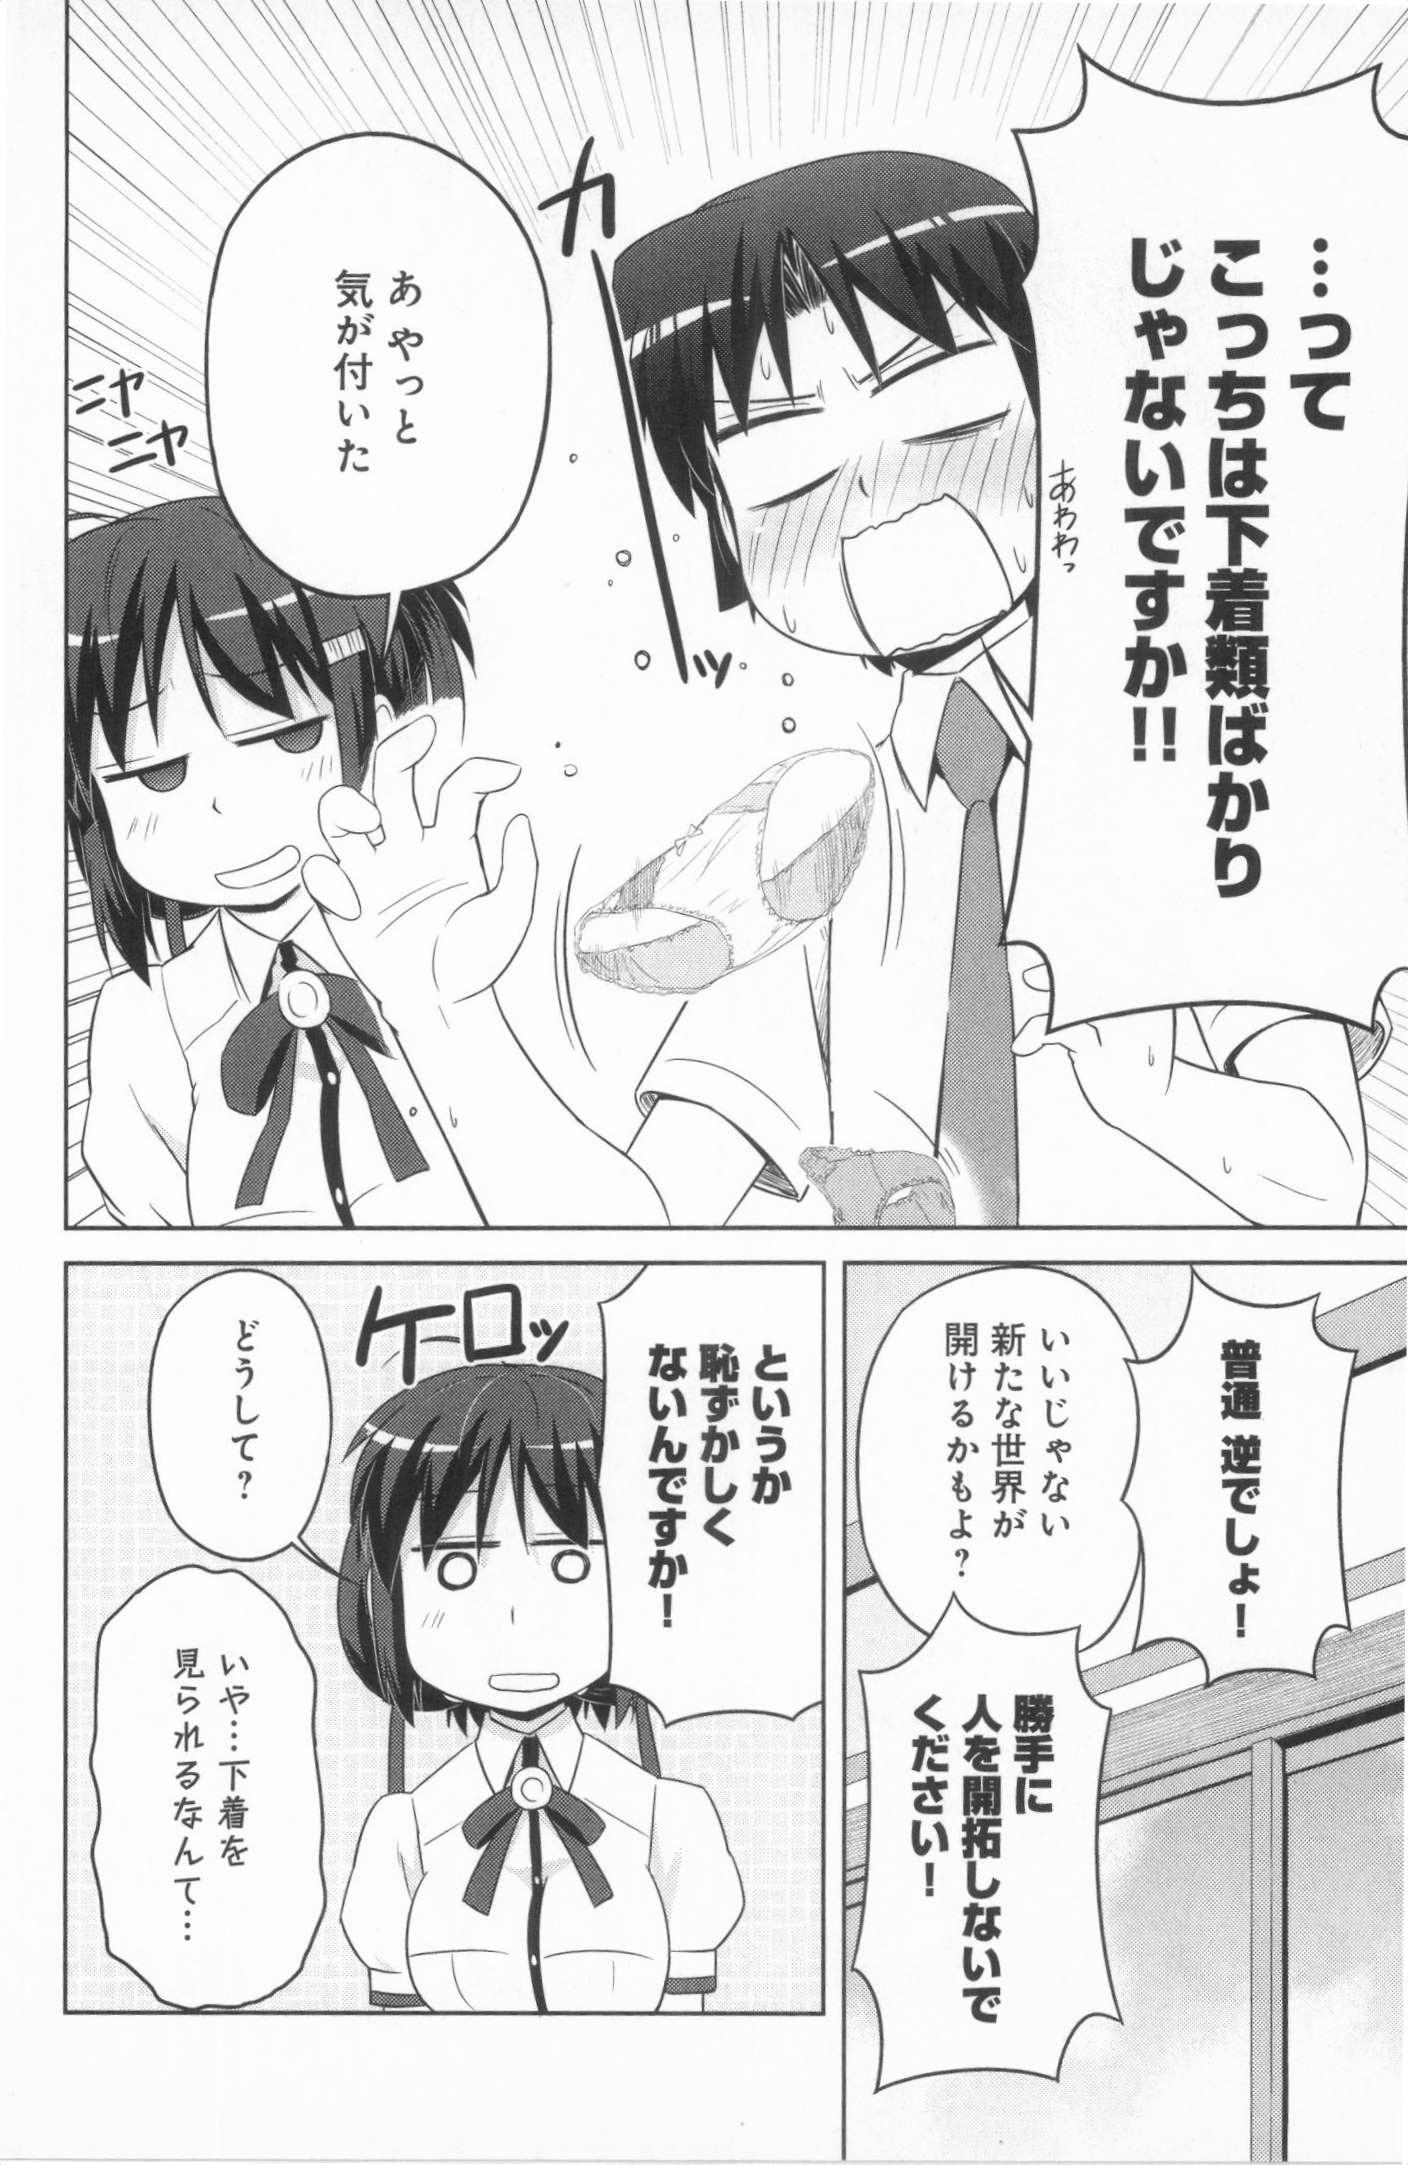 …って
こっちは下着類ばかり
じゃないですか!!
あわわっ
カーッ
あ やっと
気が付いた
ニヤ
ニヤ
普通 逆でしょ!
いいじゃない
新たな世界が
開けるかもよ?
勝手に
人を開拓しないで
ください!
というか
恥ずかしく
ないんですか!
ケロッ
どうして?
いや…下着を
見られるなんて…